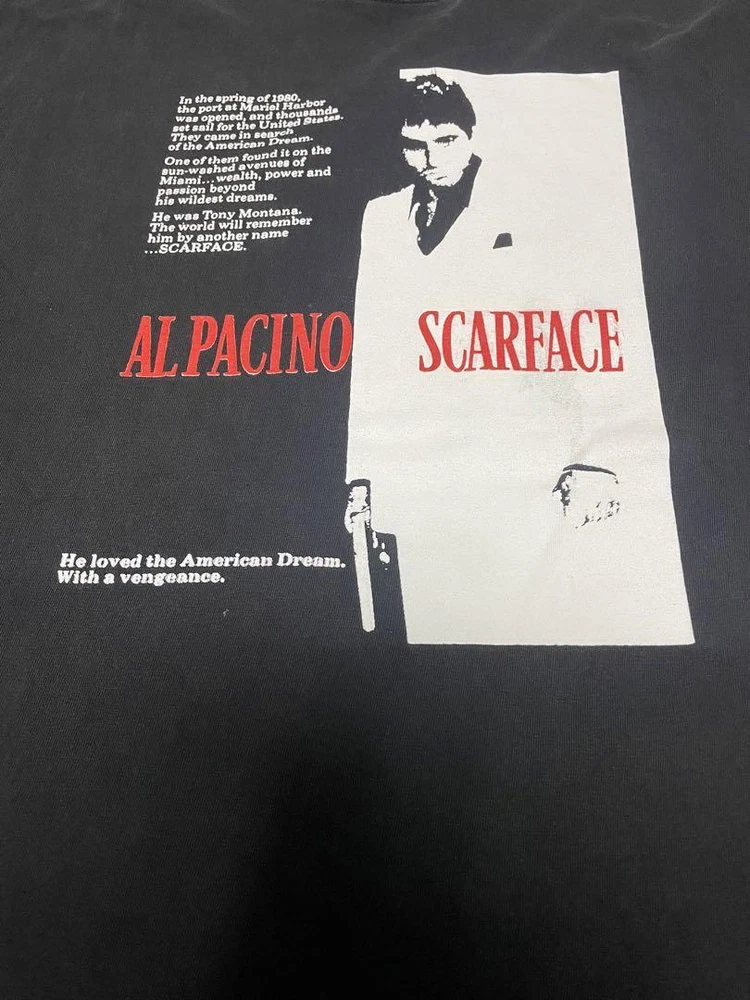 In the spring of 1980,
the port at Mariel Harbor
was opened, and thousands
set sail for the United States.
They came in search
of the American Dream.
One of them found it on the
sun-washed avenues of
Miami...wealth, power and
passion beyond
his wildest dreams.
He was Tony Montana.
The world will remember
him by another name
...SCARFACE.
AL PACINO SCARFACE
He loved the American Dream.
With a vengeance.